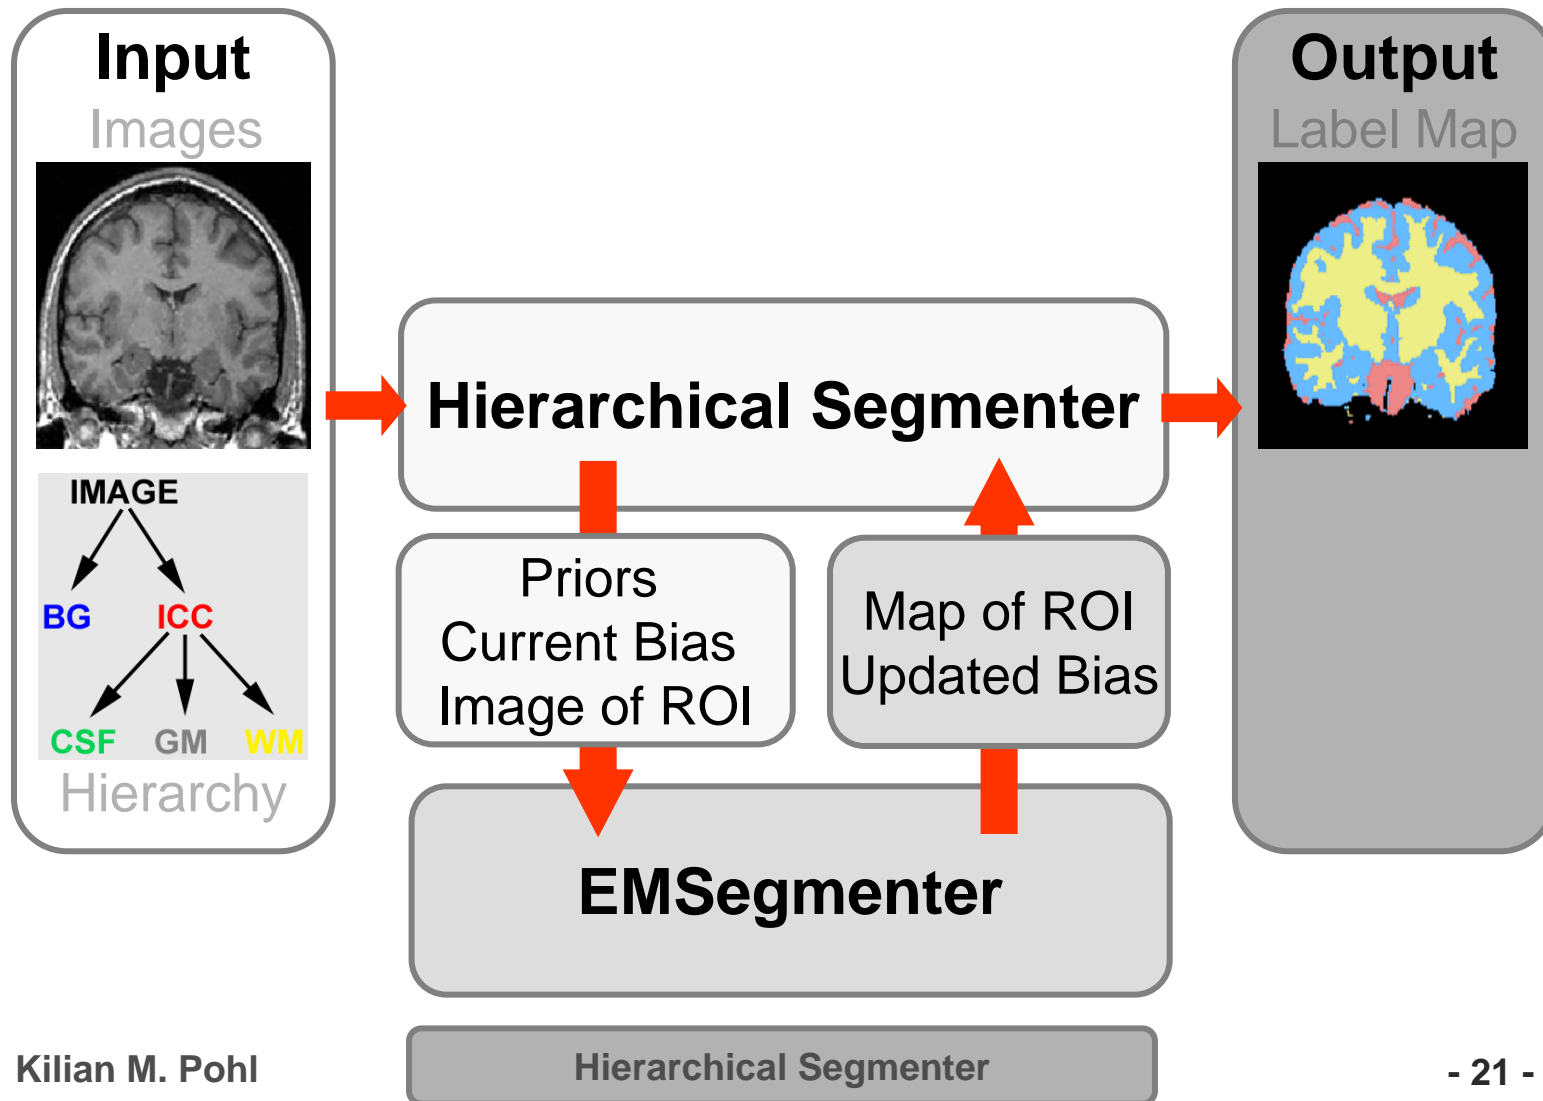 Input
Images
IMAGE
BG ICC
CSF GM WM
Hierarchy
Hierarchical Segmenter
Priors
Current Bias
Image of ROI
Map of ROI
Updated Bias
EMSegmenter
Output
Label Map
Kilian M. Pohl
Hierarchical Segmenter
- 21 -